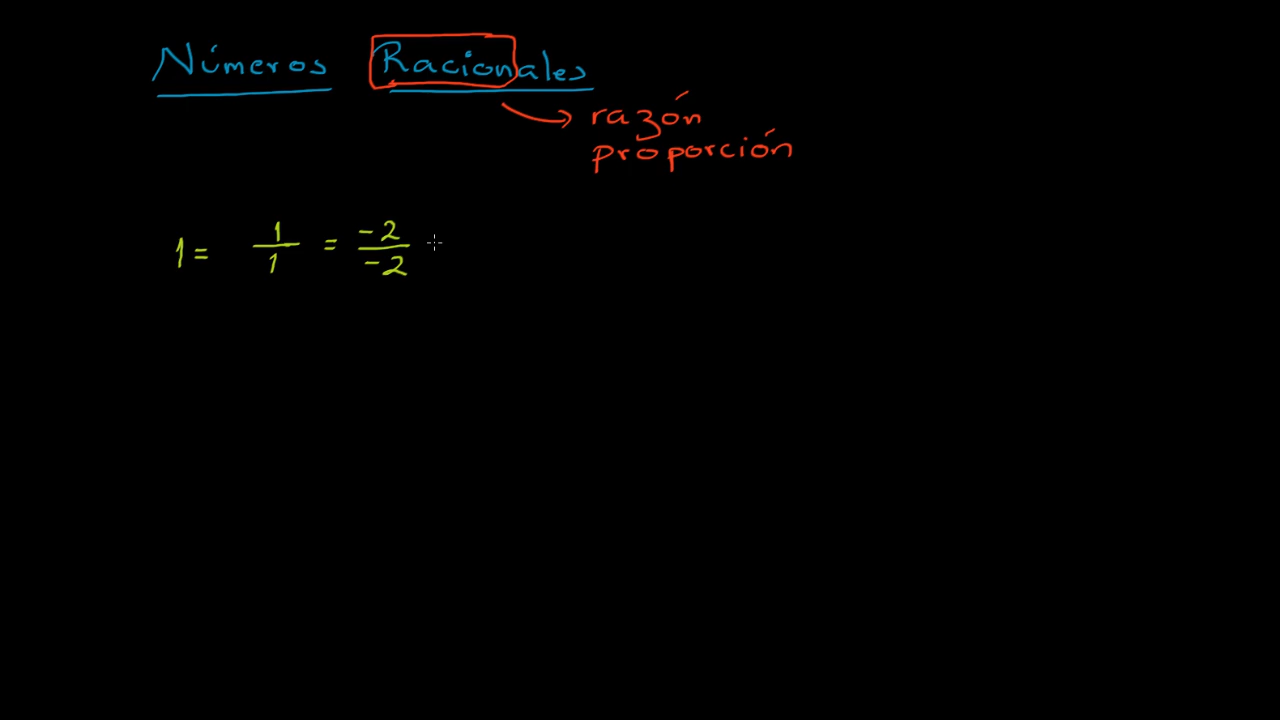 Números Racionales
razón
proporción
1 = 1/1 = -2/-2